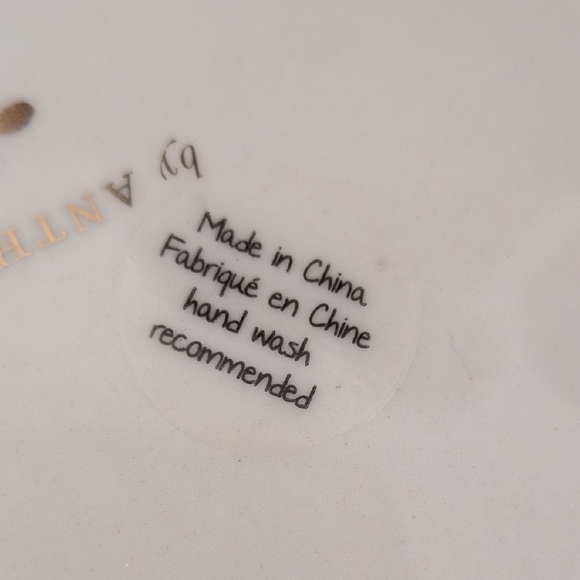 by ANTH
Made in China
Fabriqué en Chine
hand wash
recommended